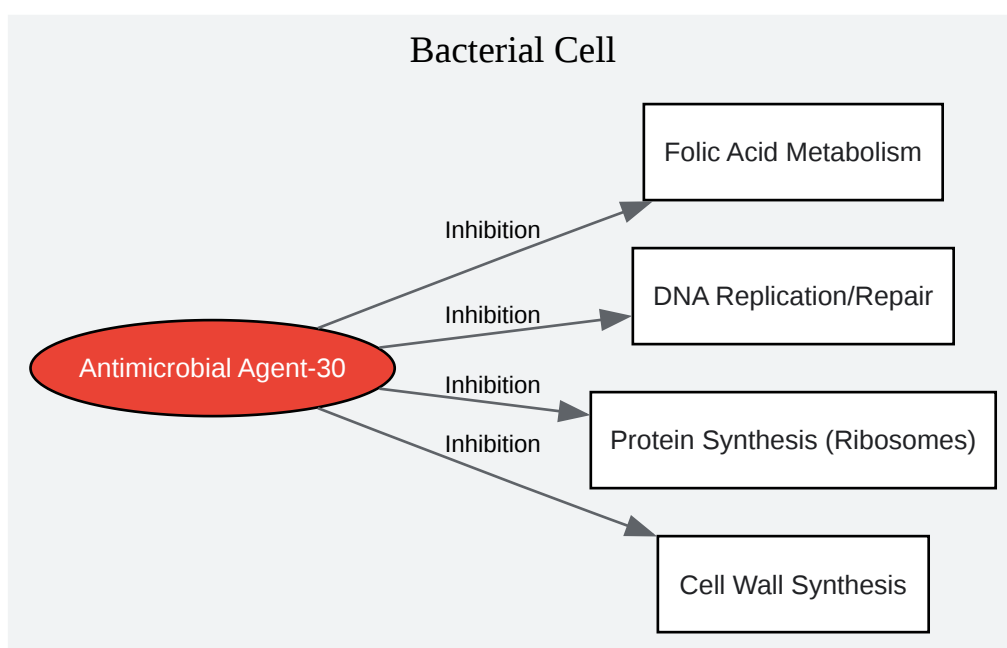 Bacterial Cell
Folic Acid Metabolism
Inhibition
DNA Replication/Repair
Inhibition
Antimicrobial Agent-30
Inhibition
Protein Synthesis (Ribosomes)
Inhibition
Cell Wall Synthesis